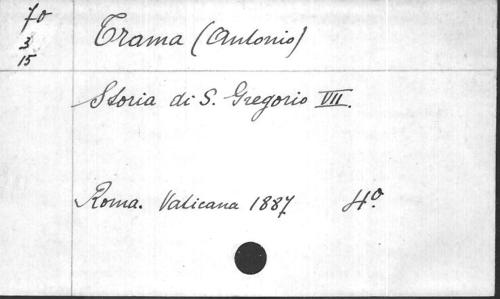 70
3
15
Trama (Antonio)
Storia di S. Gregorio VII.
Roma. Vaticana 1887 4º